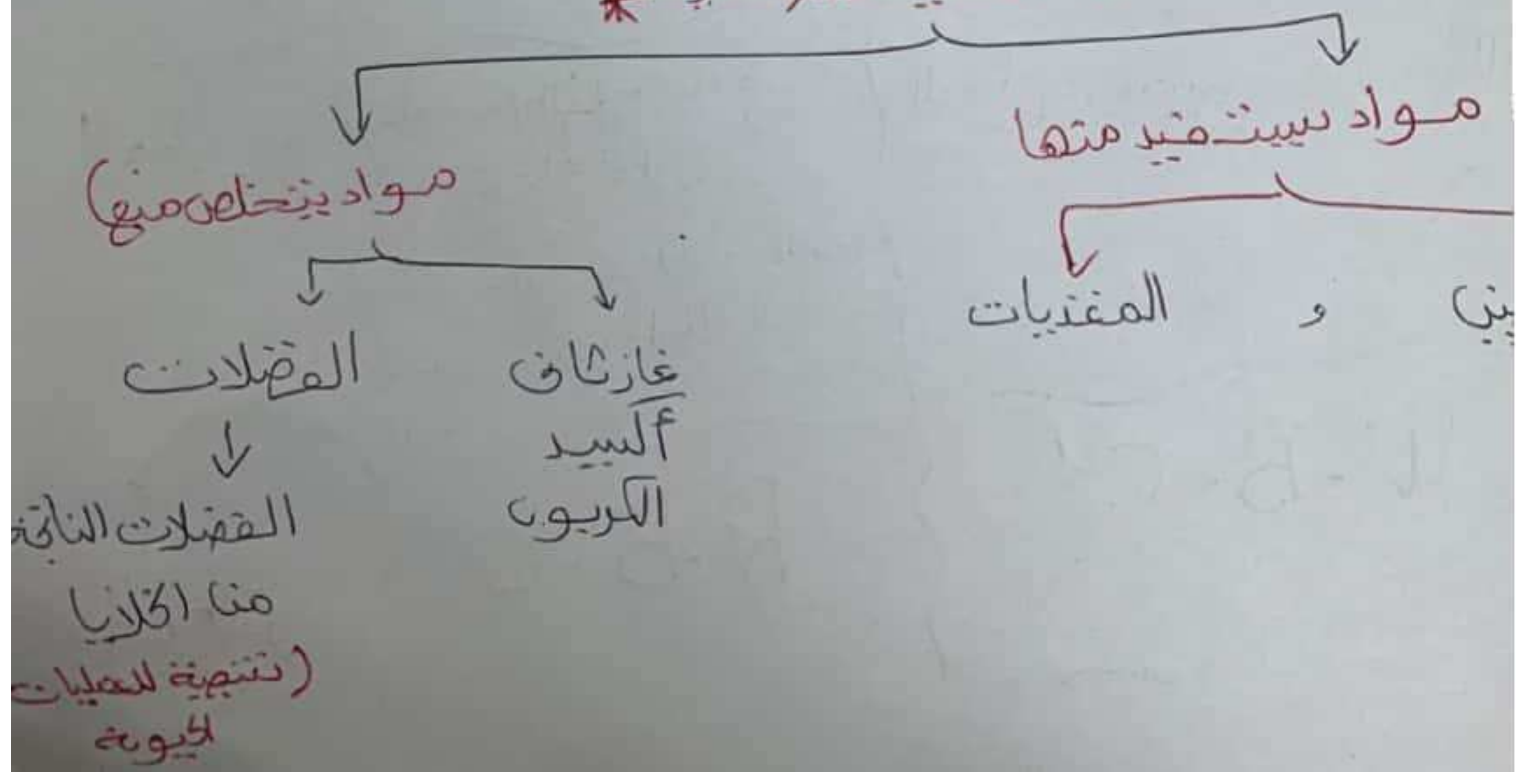 مواد يستفيد منها
مواد يتخلص منها
و المغذيات
غاز ثاني
أكسيد
الكربون
الفضلات
الفضلات الناتجة
من الخلايا
(نتيجة للعمليات
الحيوية